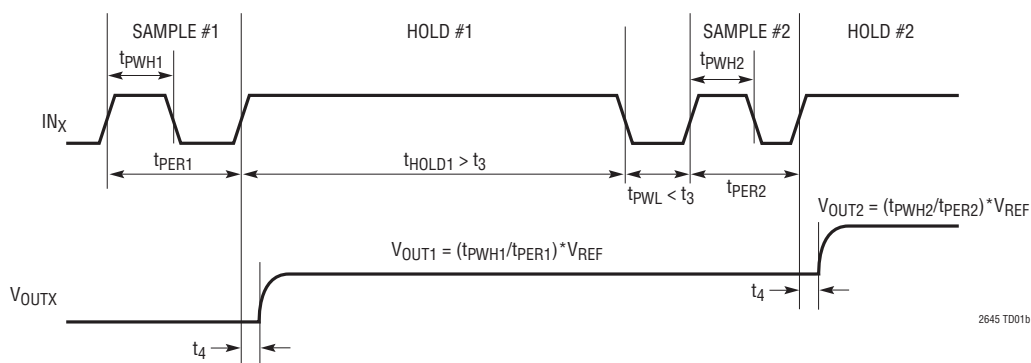 SAMPLE #1
HOLD #1
SAMPLE #2
HOLD #2
tPWH1
tPWH2
INX
tPER1
tHOLD1 > t3
tPWL < t3
tPER2
VOUT2 = (tPWH2/tPER2)*VREF
VOUT1 = (tPWH1/tPER1)*VREF
VOUTX
t4
t4
2645 TD01b